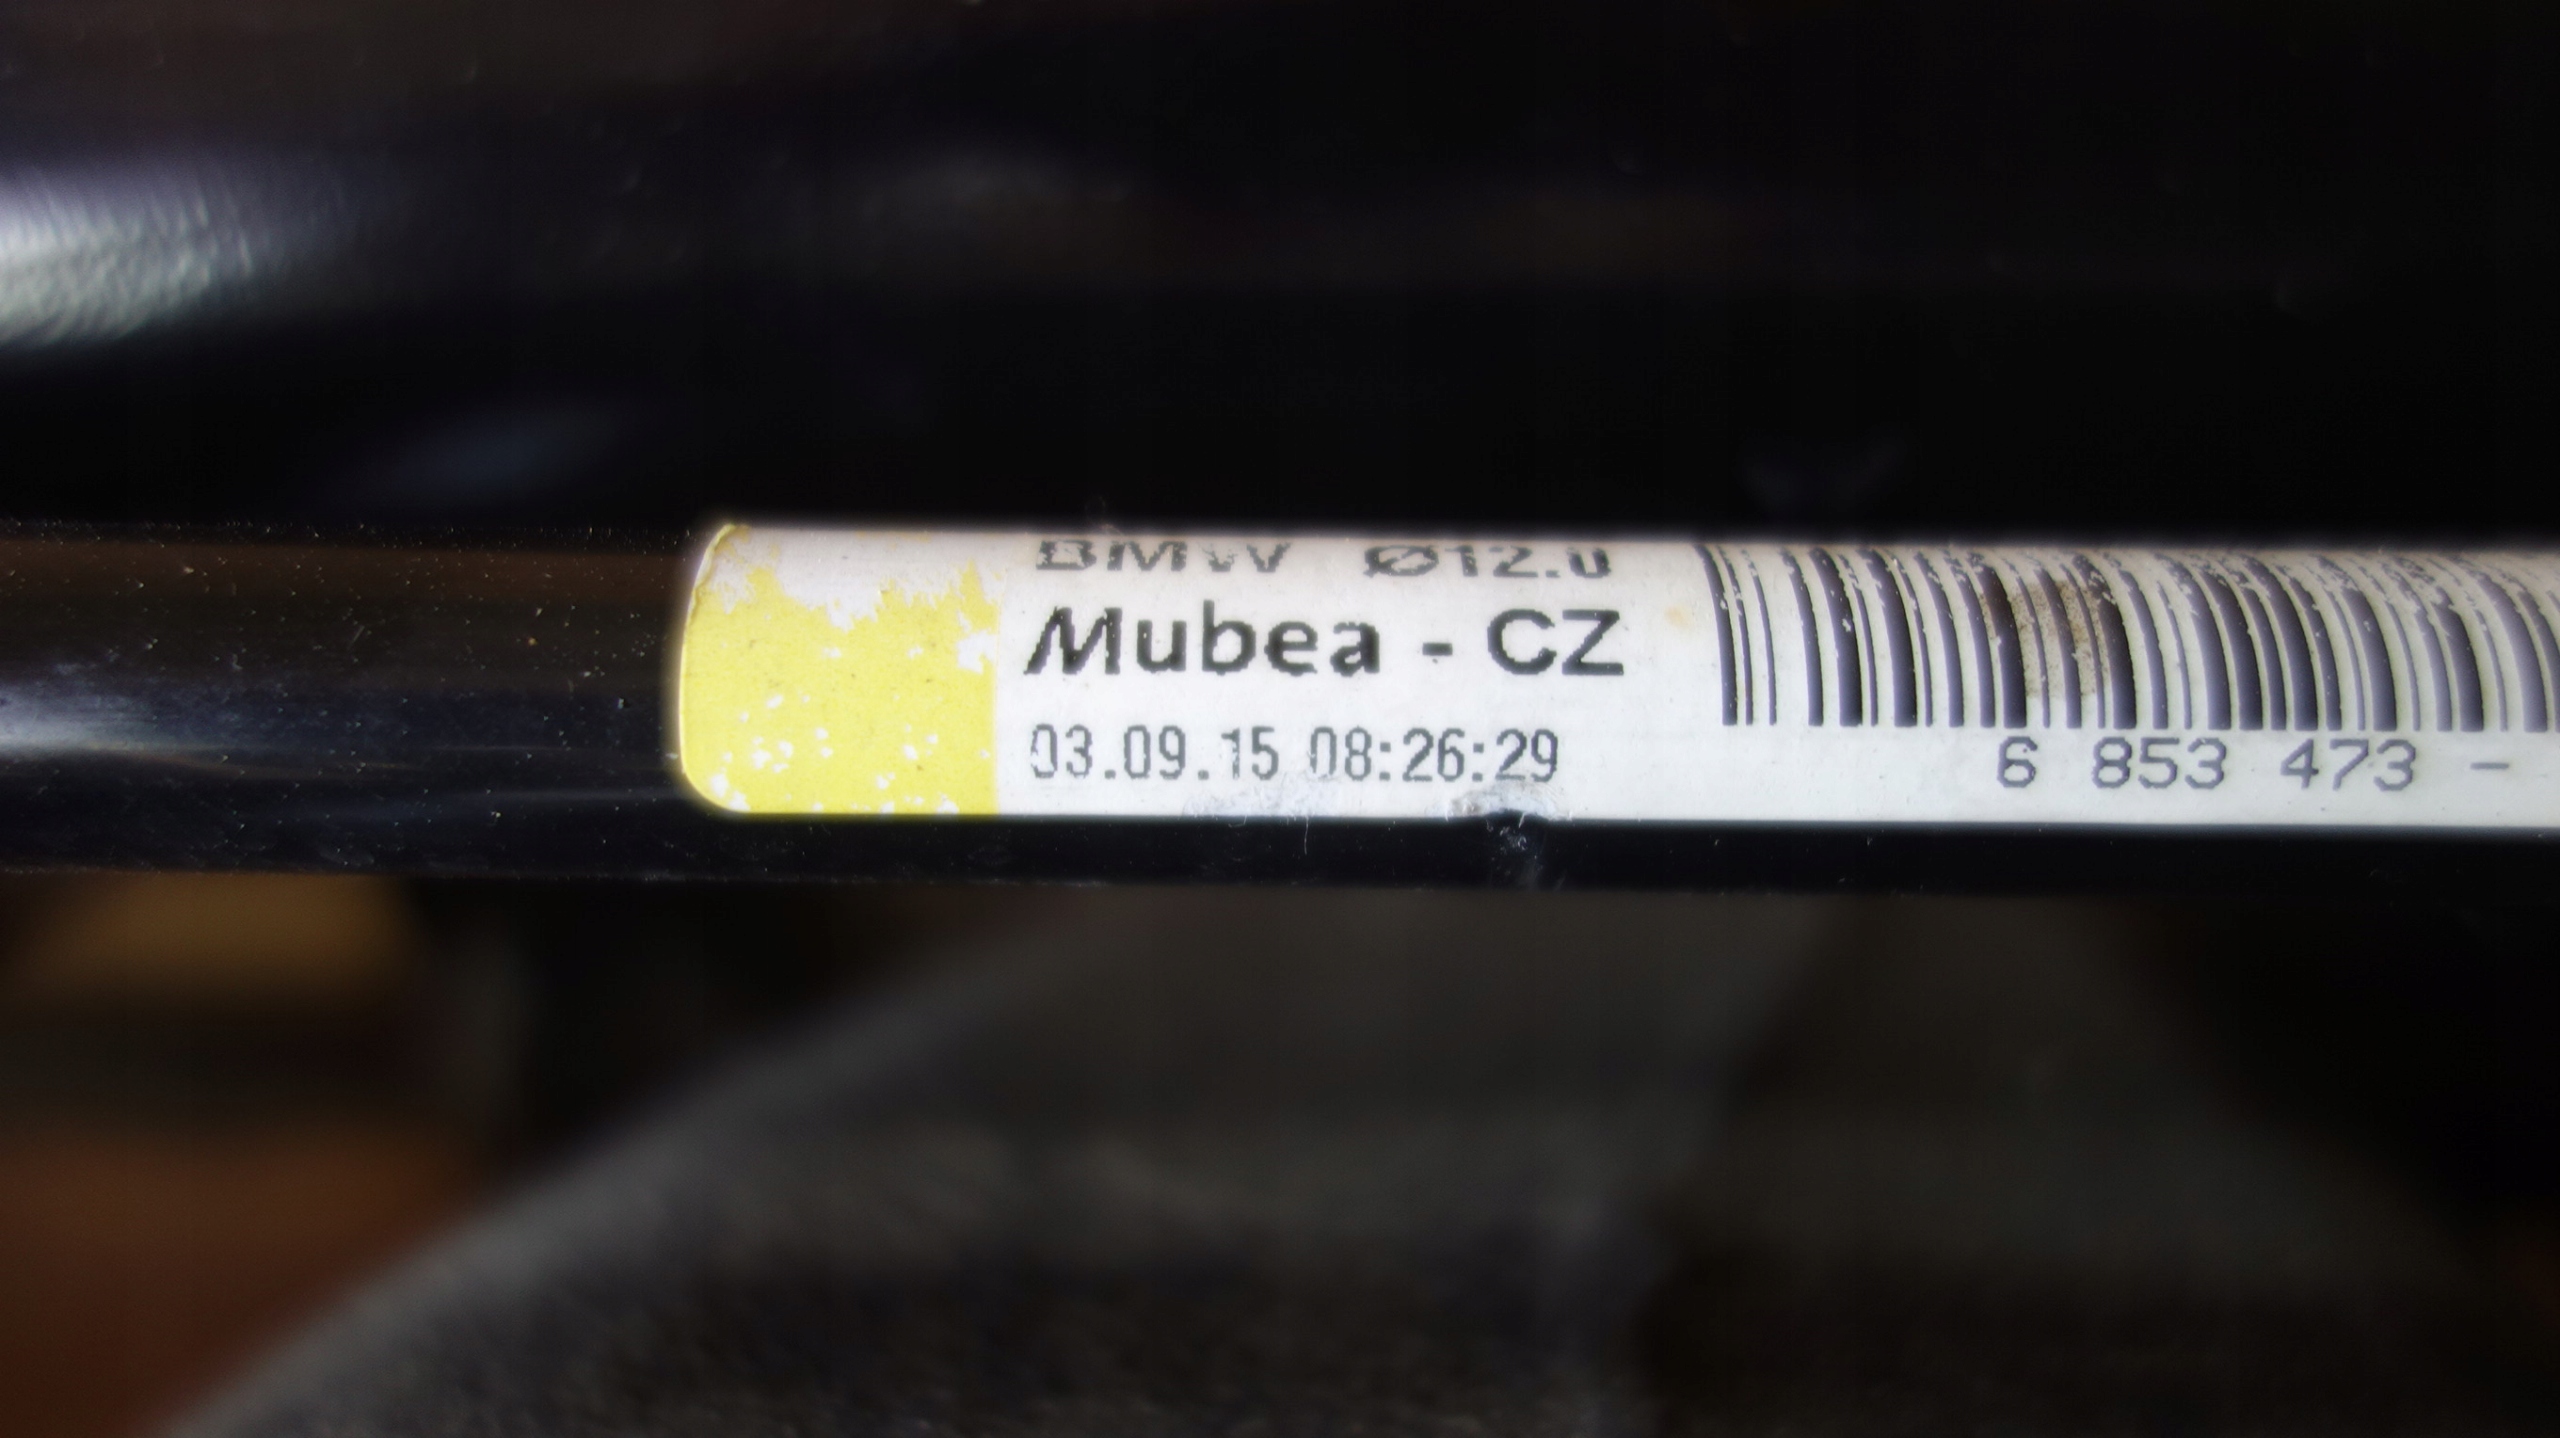 BMW Ø12.0
Mubea - CZ
03.09.15 08:26:29
6 853 473 -